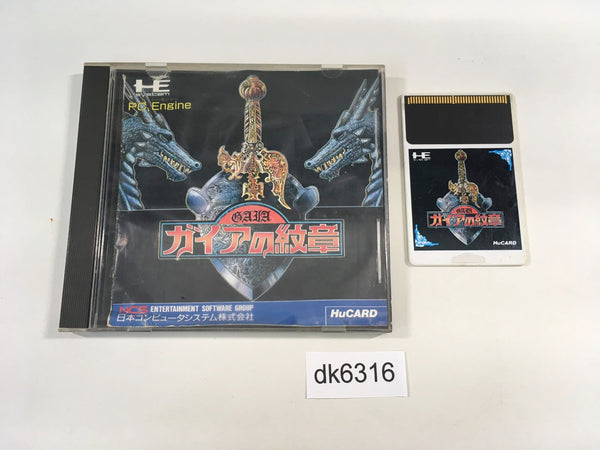 HE
system
PC Engine
GAIA
ガイアの紋章
NCS ENTERTAINMENT SOFTWARE GROUP
日本コンピュータシステム株式会社
HuCARD
HE
GAIA
ガイアの紋章
HuCARD
dk6316